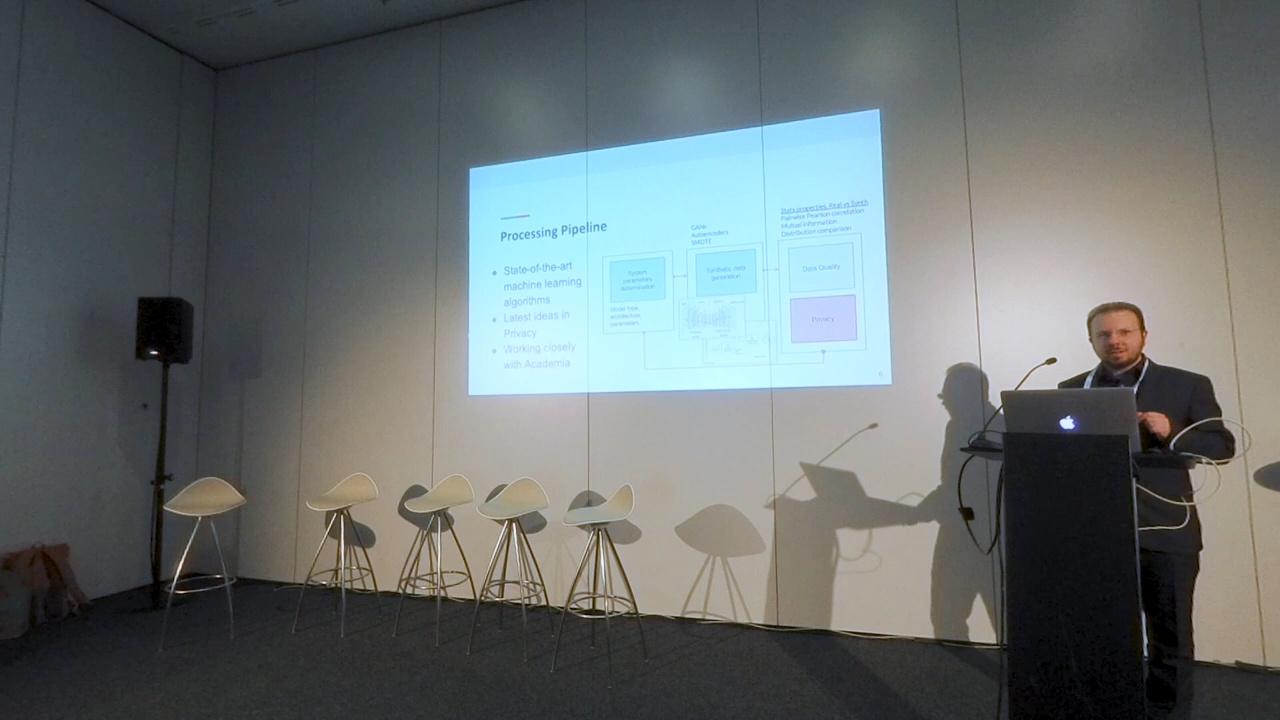 Processing Pipeline
State-of-the-art
machine learning
algorithms
Latest ideas in
Privacy
Working closely
with Academia
System
parameters
determination
Model type,
architecture,
parameters.
GANs
Autoencoders
SMOTE
Synthetic data
generation
Stats properties, Real vs Synth
Pairwise Pearson correlation
Mutual information
Distribution comparison
Data Quality
Privacy
6